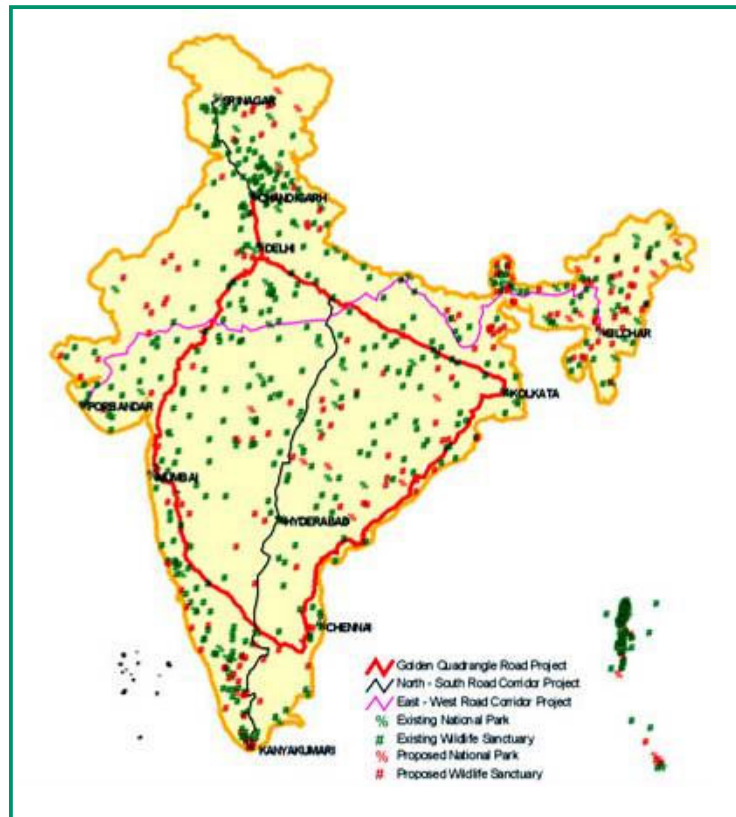 SRINAGAR
CHANDIGARH
DELHI
SILCHAR
KOLKATA
PORBANDAR
MUMBAI
HYDERABAD
CHENNAI
KANYAKUMARI
Golden Quadrangle Road Project
North - South Road Corridor Project
East - West Road Corridor Project
% Existing National Park
# Existing Wildlife Sanctuary
% Proposed National Park
# Proposed Wildlife Sanctuary